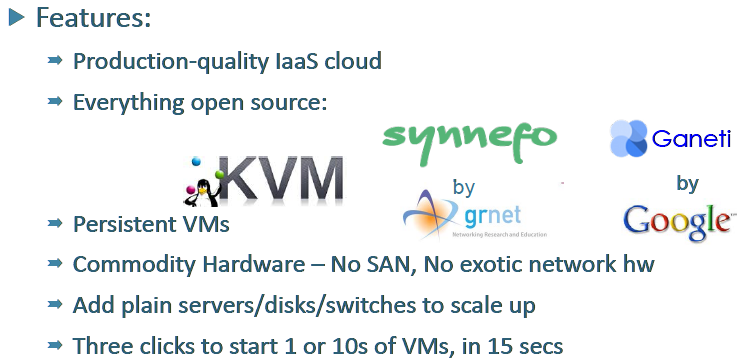 Features:
Production-quality IaaS cloud
Everything open source:
synnefo
Ganeti
KVM
by
by
grnet
Networking Research and Education
Google™
Persistent VMs
Commodity Hardware – No SAN, No exotic network hw
Add plain servers/disks/switches to scale up
Three clicks to start 1 or 10s of VMs, in 15 secs